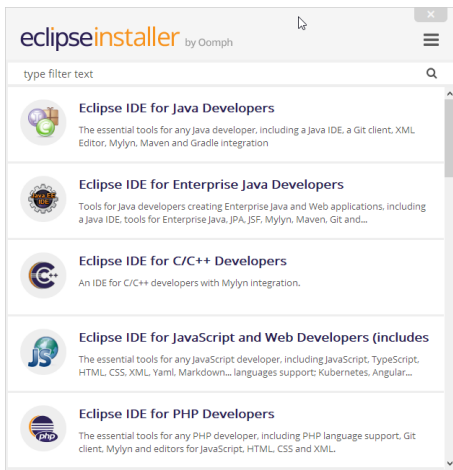 eclipseinstaller by Oomph
type filter text
Eclipse IDE for Java Developers
The essential tools for any Java developer, including a Java IDE, a Git client, XML
Editor, Mylyn, Maven and Gradle integration
JAVA EE
IDE
Eclipse IDE for Enterprise Java Developers
Tools for Java developers creating Enterprise Java and Web applications, including
a Java IDE, tools for Enterprise Java, JPA, JSF, Mylyn, Maven, Git and...
C++
Eclipse IDE for C/C++ Developers
An IDE for C/C++ developers with Mylyn integration.
JS
Eclipse IDE for JavaScript and Web Developers (includes
The essential tools for any JavaScript developer, including JavaScript, TypeScript,
HTML, CSS, XML, Yaml, Markdown... languages support; Kubernetes, Angular...
php
Eclipse IDE for PHP Developers
The essential tools for any PHP developer, including PHP language support, Git
client, Mylyn and editors for JavaScript, HTML, CSS and XML.